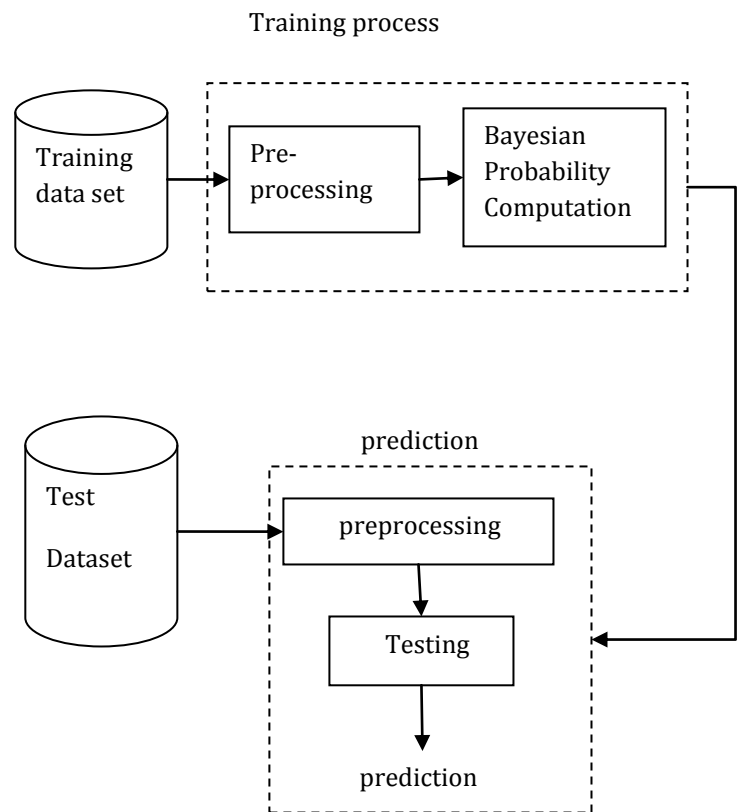 Training process
Training
data set
Pre-
processing
Bayesian
Probability
Computation
Test
Dataset
prediction
preprocessing
Testing
prediction